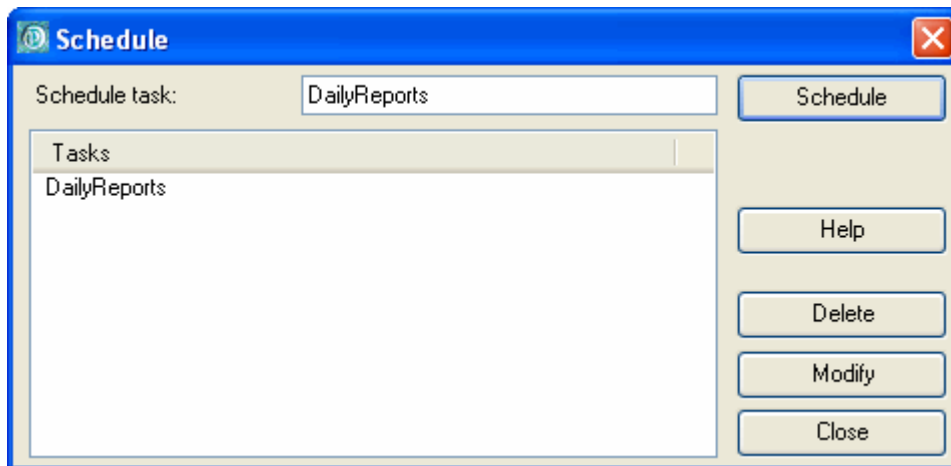 Schedule
Schedule task:
DailyReports
Schedule
Tasks
DailyReports
Help
Delete
Modify
Close